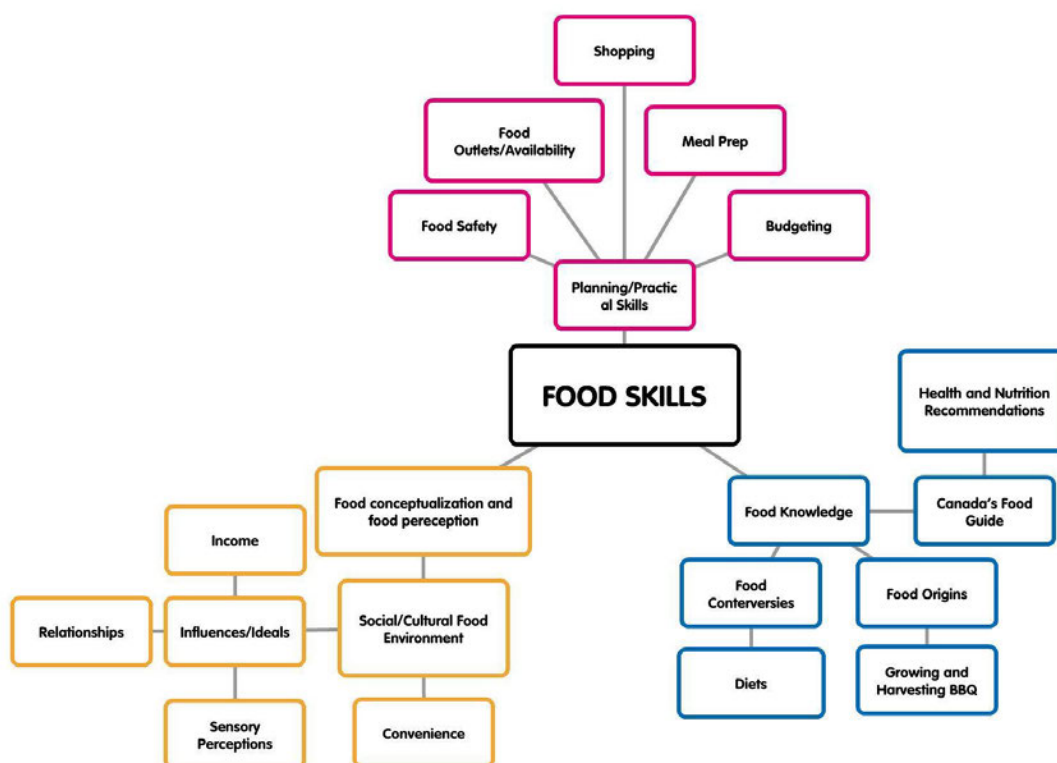 Shopping
Food
Outlets/Availability
Meal Prep
Food Safety
Budgeting
Planning/Practic
al Skills
FOOD SKILLS
Health and Nutrition
Recommendations
Food conceptualization and
food pereception
Food Knowledge
Canada's Food
Guide
Income
Food
Conterversies
Food Origins
Relationships
Influences/Ideals
Social/Cultural Food
Environment
Diets
Growing and
Harvesting BBQ
Sensory
Perceptions
Convenience